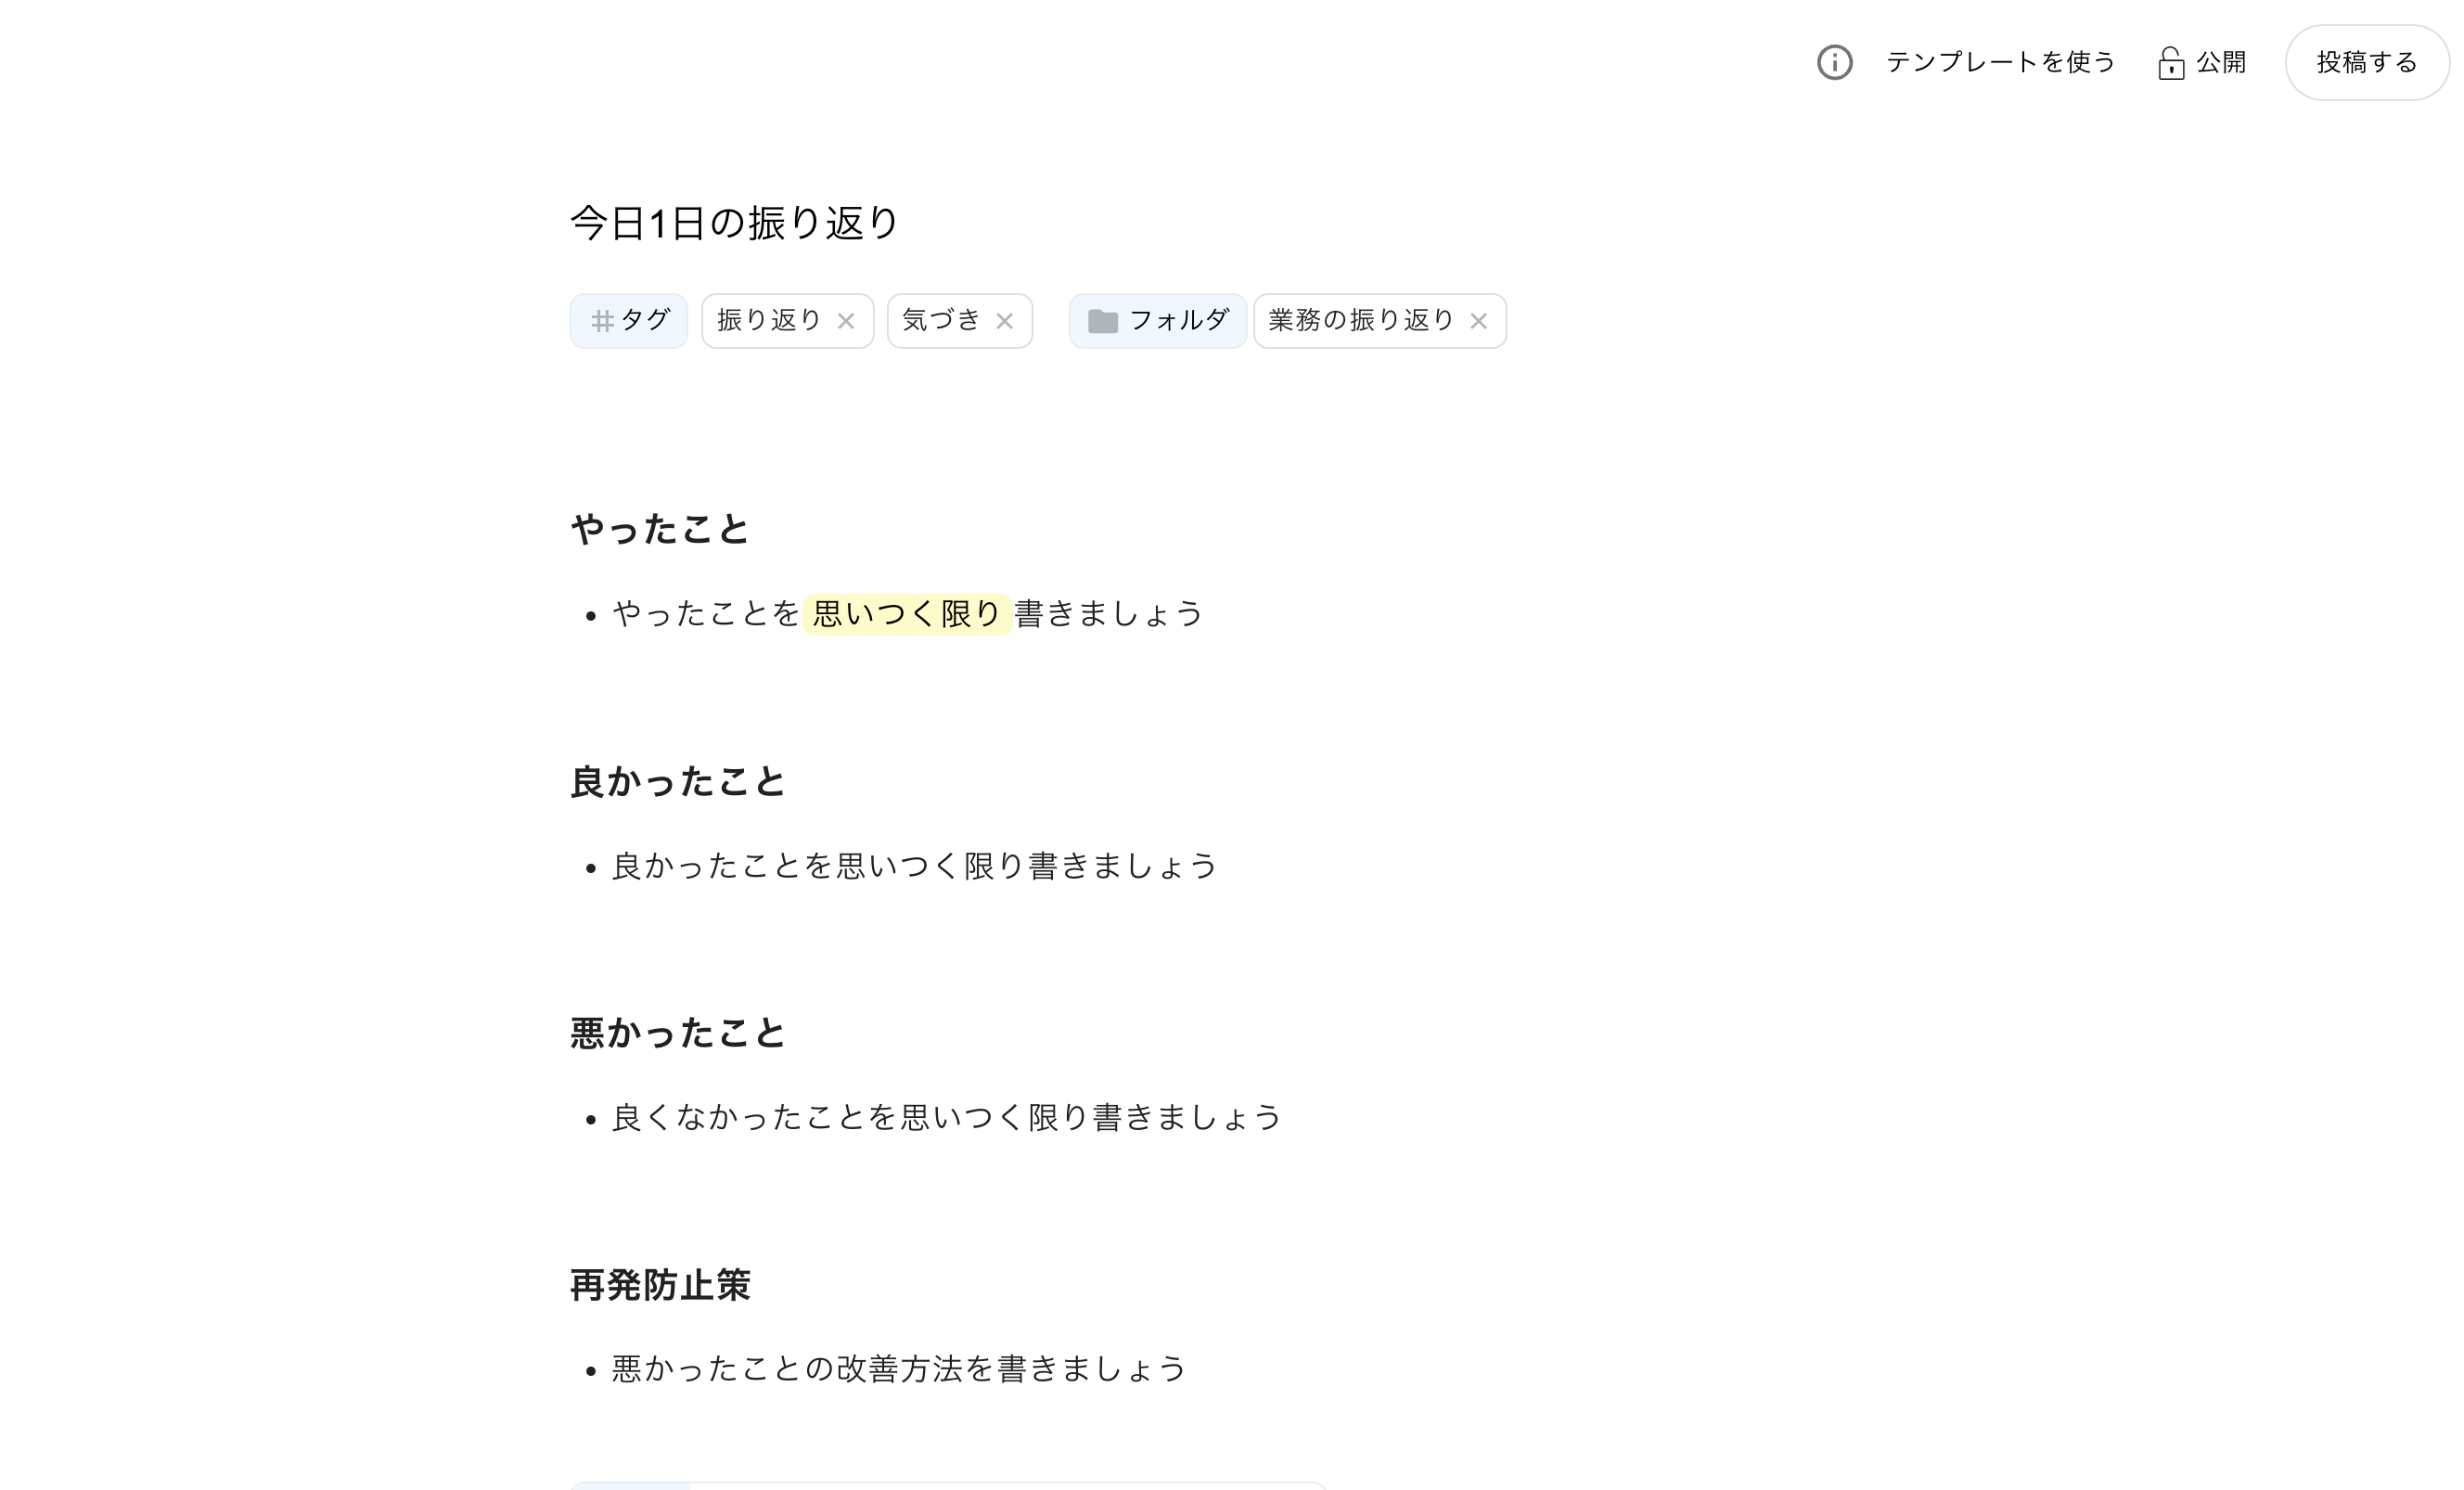 テンプレートを使う 公開 投稿する
今日1日の振り返り
タグ 振り返り 気づき フォルダ 業務の振り返り
やったこと
やったことを思いつく限り書きましょう
良かったこと
良かったことを思いつく限り書きましょう
悪かったこと
良くなかったことを思いつく限り書きましょう
再発防止策
悪かったことの改善方法を書きましょう